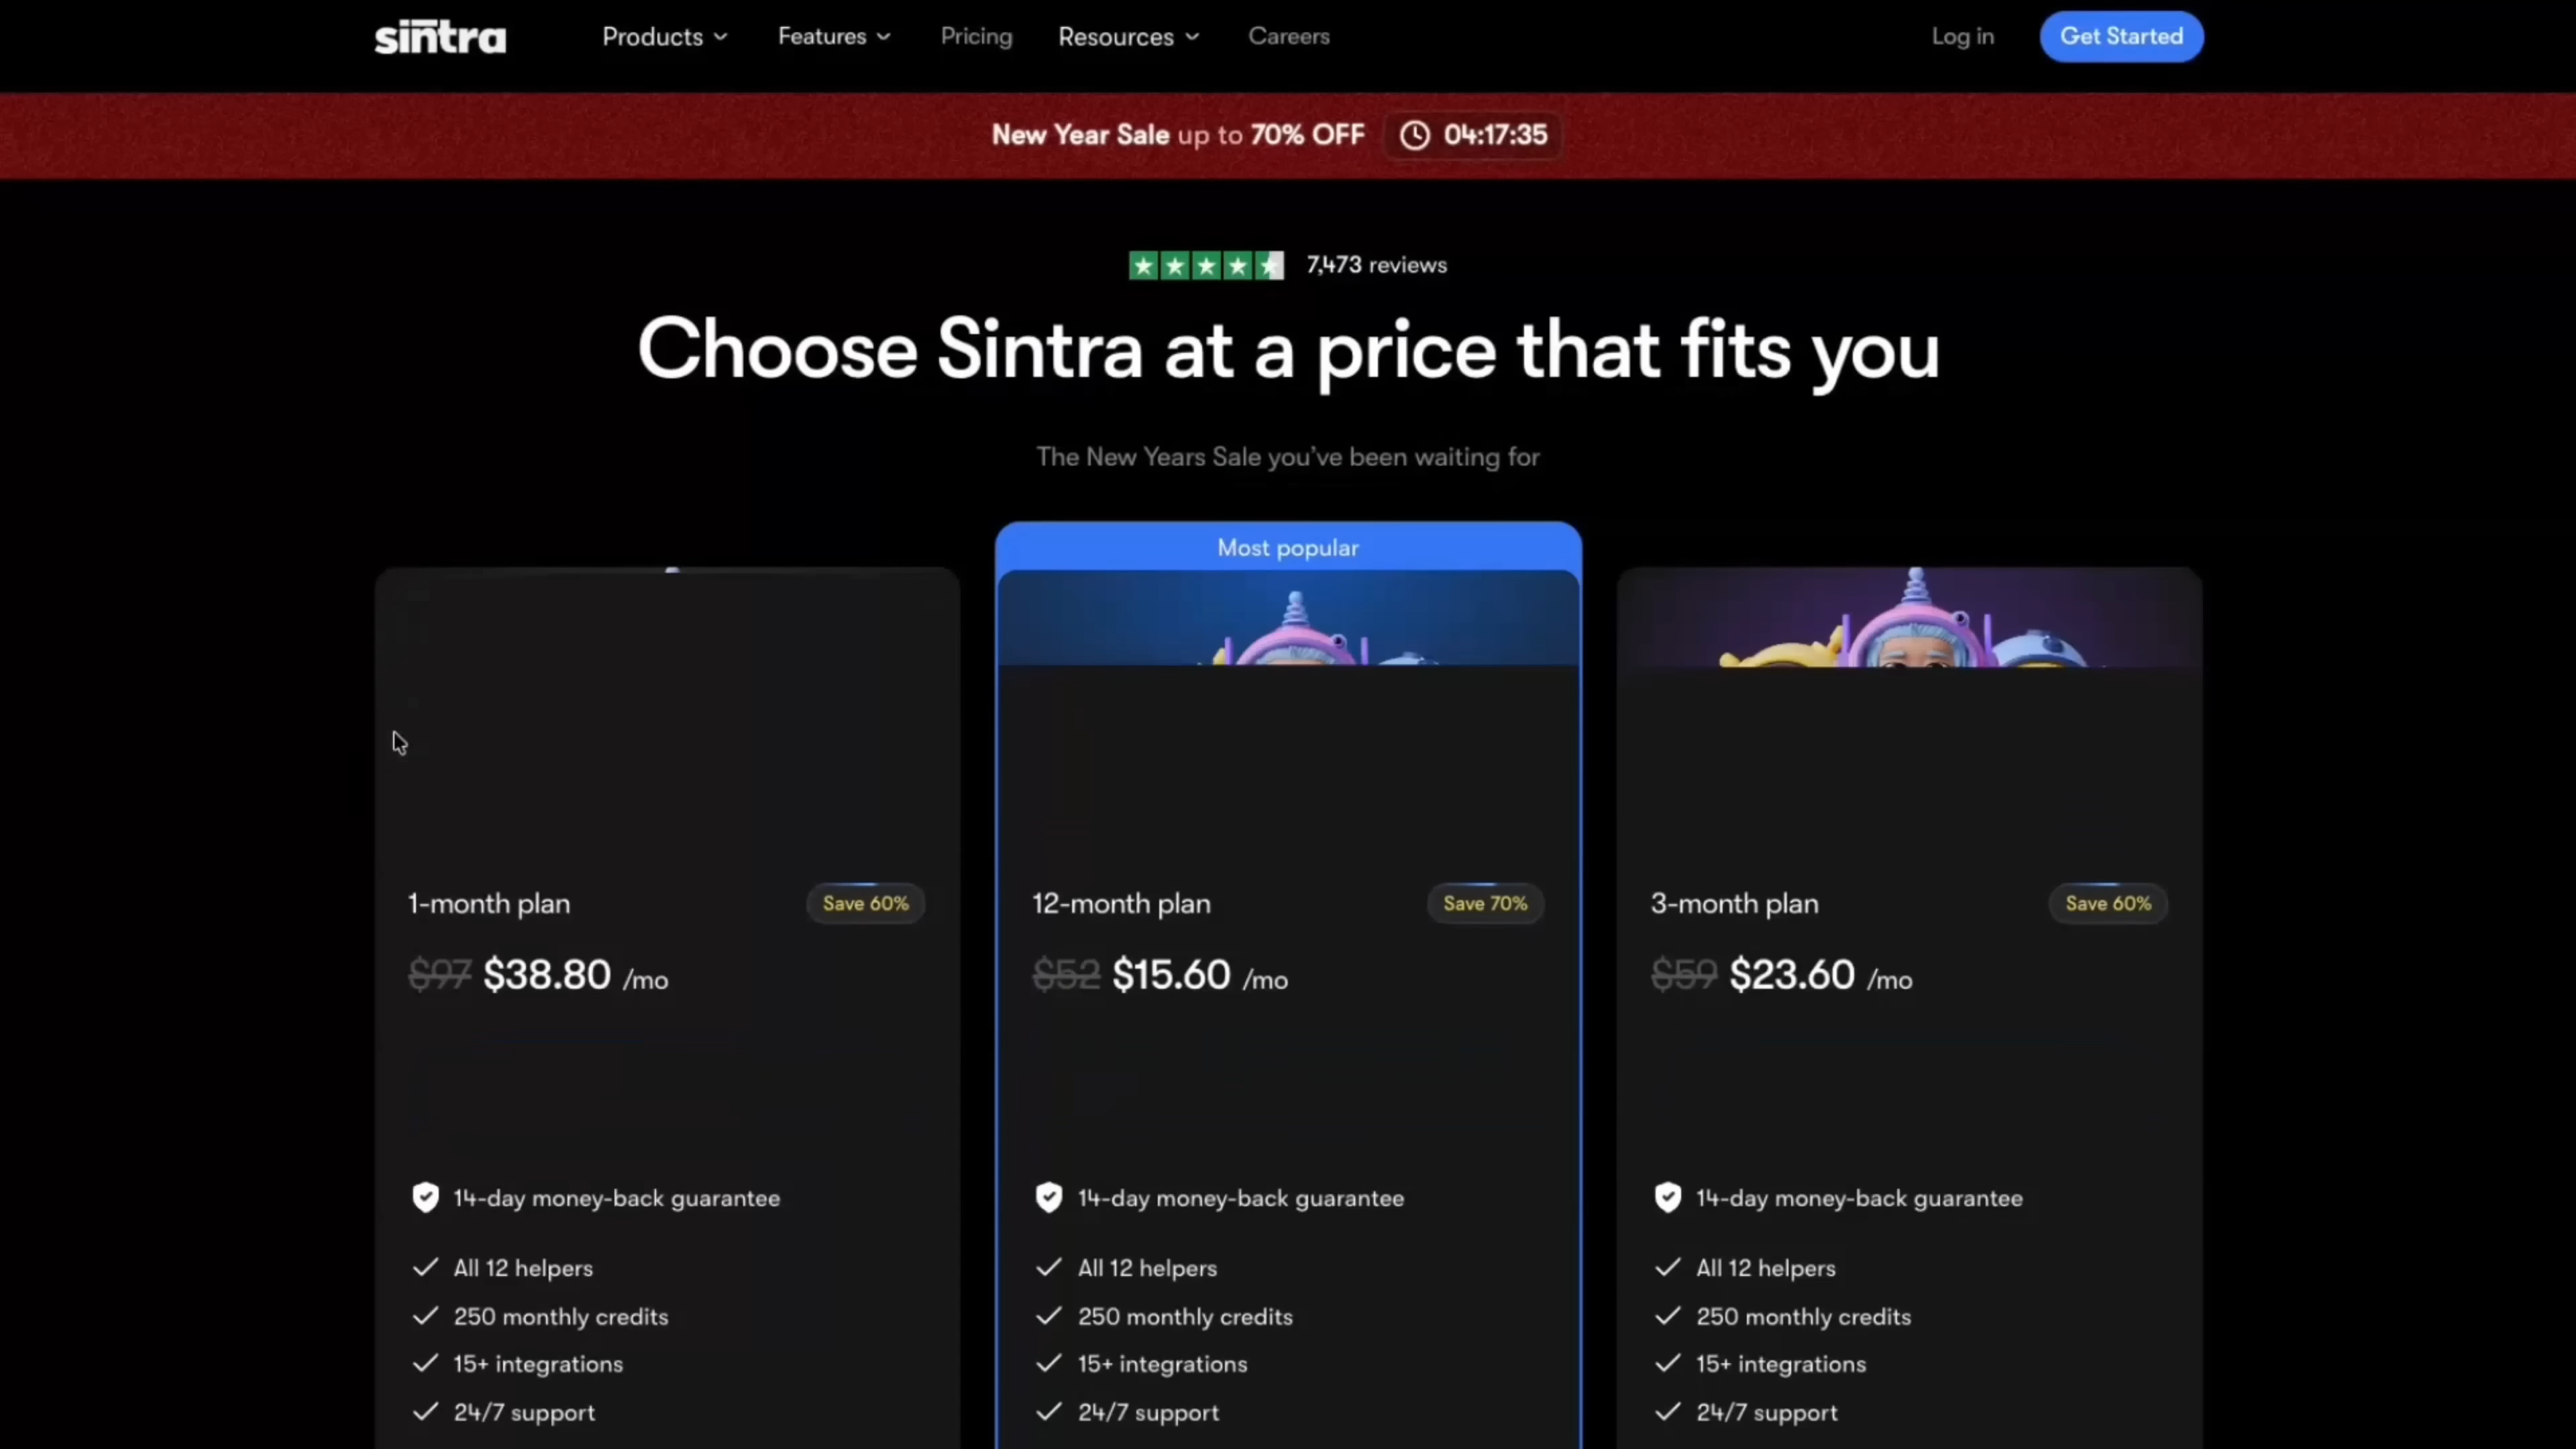 sintra
Products
Features
Pricing
Resources
Careers
Log in
Get Started
New Year Sale up to 70% OFF 04:17:35
7,473 reviews
Choose Sintra at a price that fits you
The New Years Sale you've been waiting for
1-month plan
Save 60%
$97 $38.80 /mo
14-day money-back guarantee
All 12 helpers
250 monthly credits
15+ integrations
24/7 support
Most popular
12-month plan
Save 70%
$52 $15.60 /mo
14-day money-back guarantee
All 12 helpers
250 monthly credits
15+ integrations
24/7 support
3-month plan
Save 60%
$59 $23.60 /mo
14-day money-back guarantee
All 12 helpers
250 monthly credits
15+ integrations
24/7 support